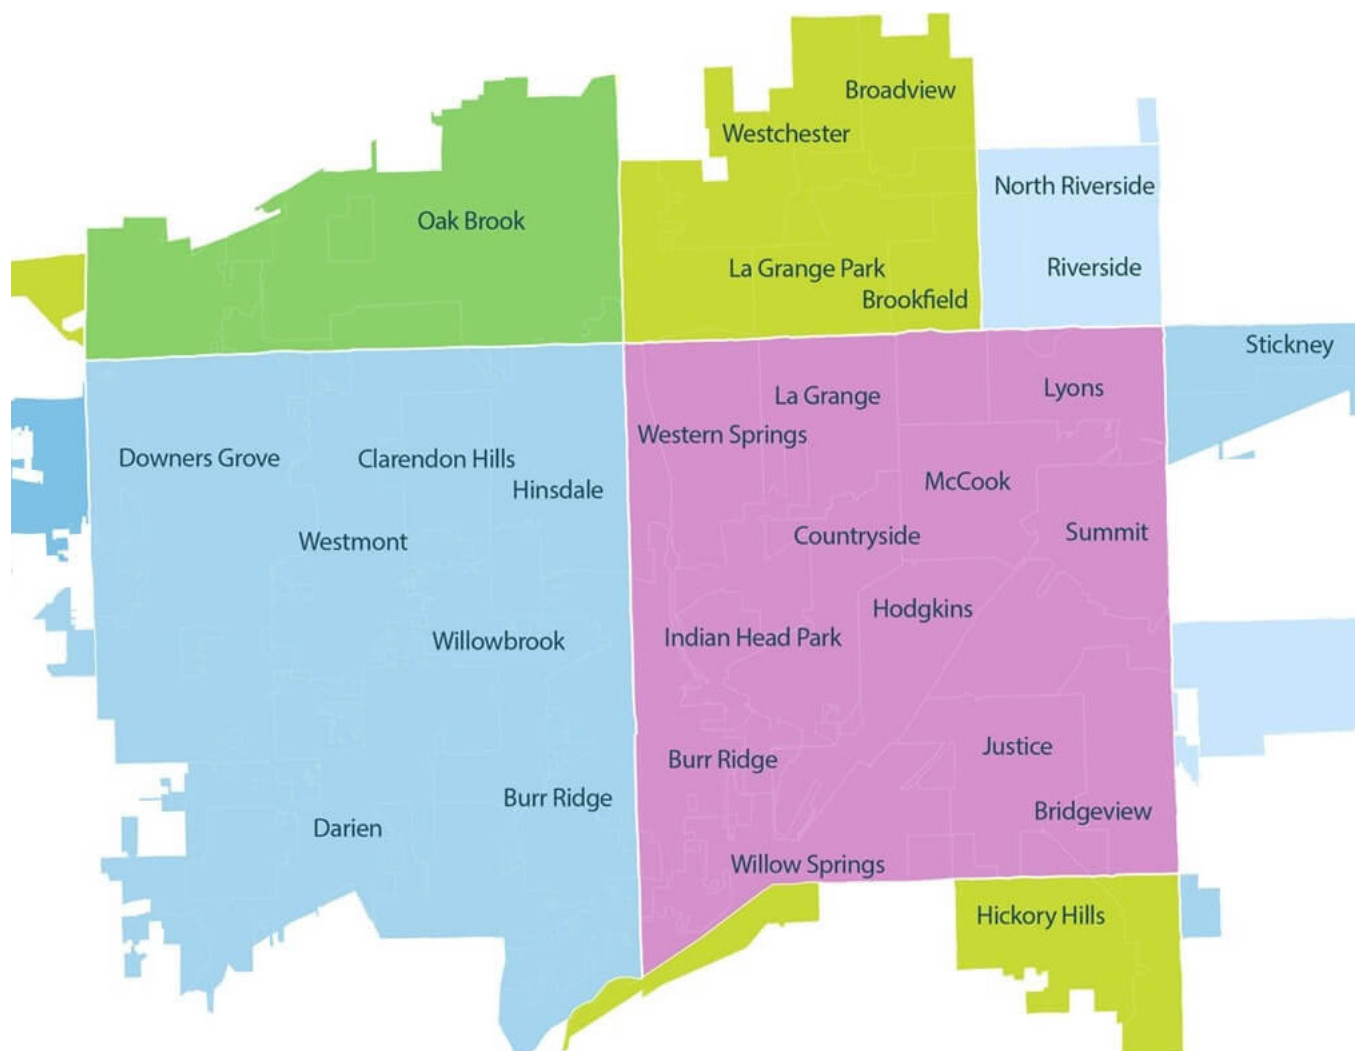 Broadview
Westchester
North Riverside
Oak Brook
La Grange Park
Riverside
Brookfield
Stickney
La Grange
Lyons
Western Springs
Downers Grove
Clarendon Hills
Hinsdale
McCook
Westmont
Countryside
Summit
Hodgkins
Willowbrook
Indian Head Park
Justice
Burr Ridge
Burr Ridge
Bridgeview
Darien
Willow Springs
Hickory Hills